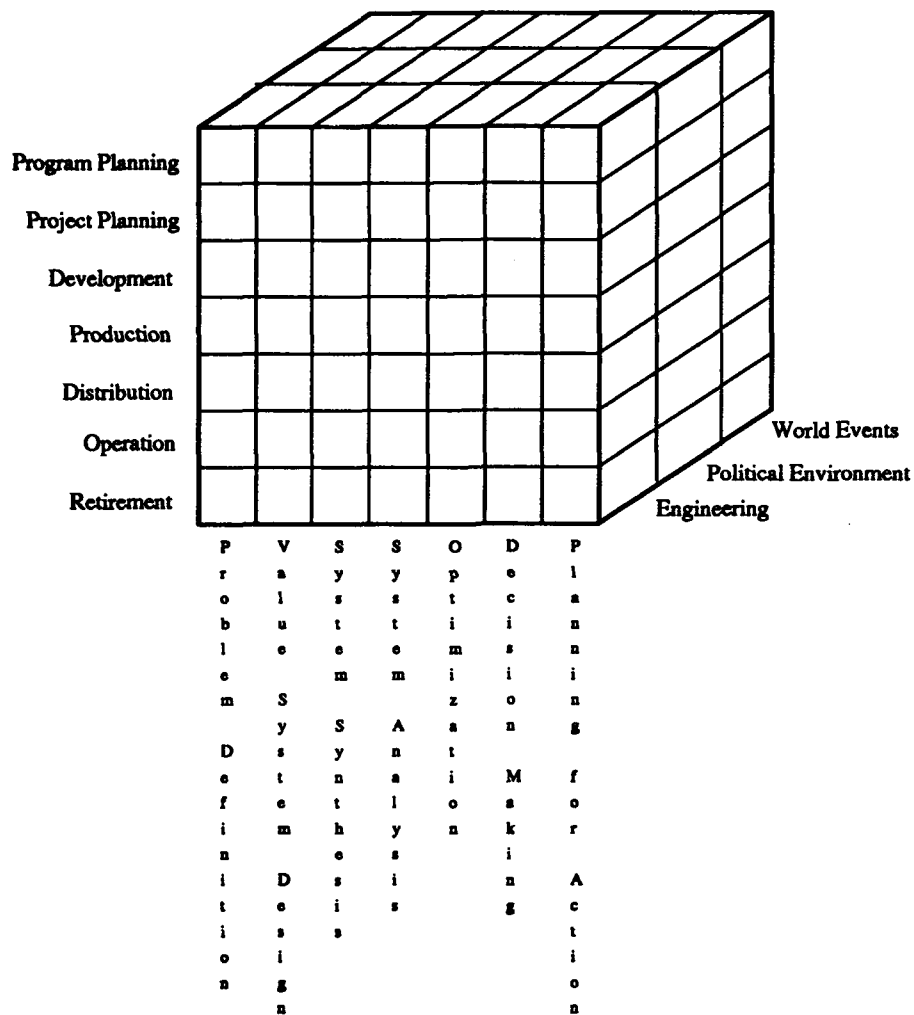 Program Planning
Project Planning
Development
Production
Distribution
Operation
Retirement
World Events
Political Environment
Engineering
Problem Definition
Value System Design
System Synthesis
System Analysis
Optimization
Decision Making
Planning for Action